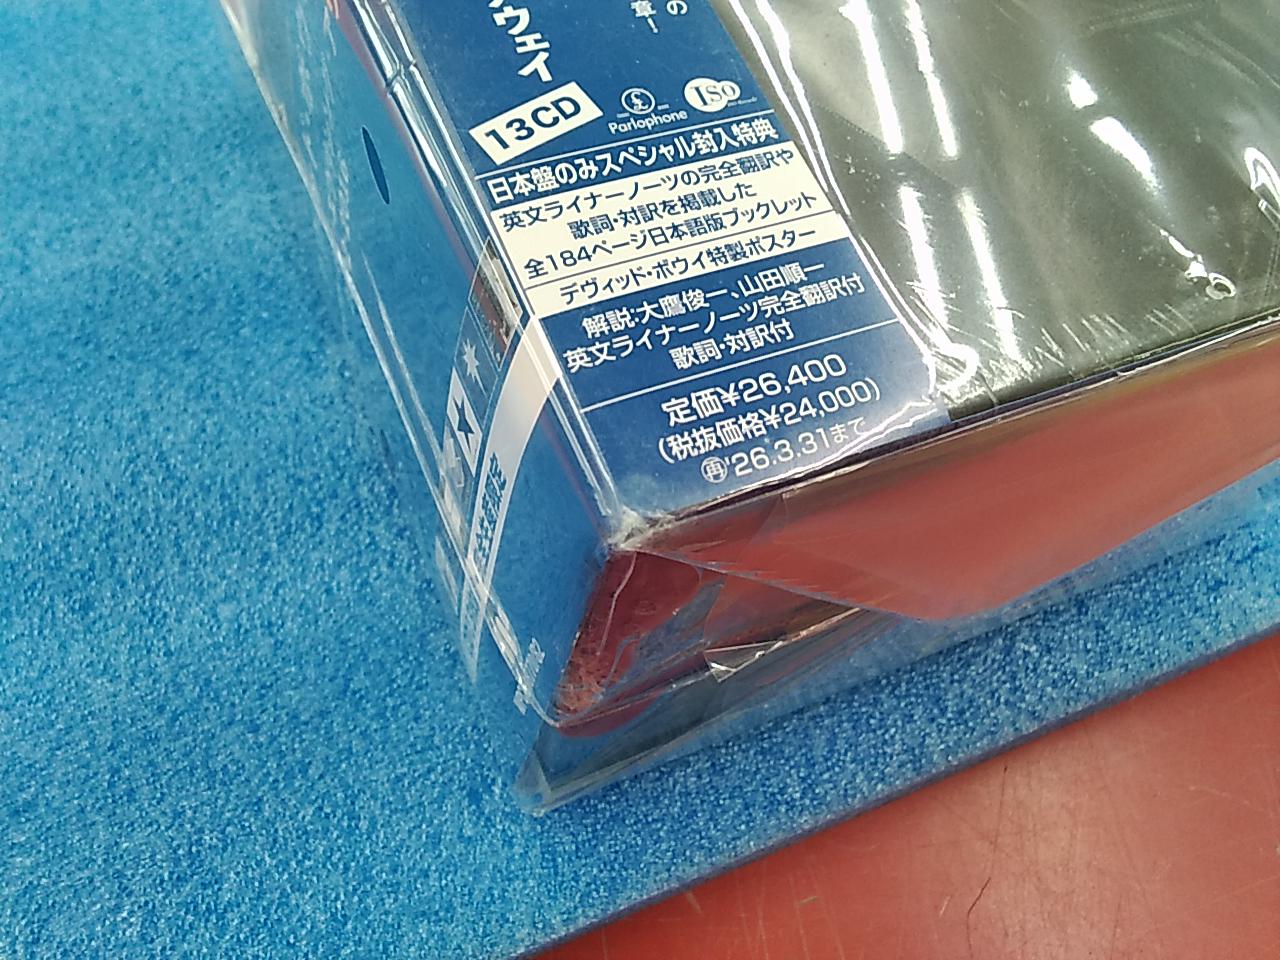 の
章!
ウェイ
13CD
£
Parlophone
ISO
日本盤のみスペシャル封入特典
英文ライナーノーツの完全翻訳や
歌詞・対訳を掲載した
全184ページ日本語版ブックレット
デヴィッド・ボウイ特製ポスター
解説:大鷹俊一、山田順一
英文ライナーノーツ完全翻訳付
歌詞・対訳付
定価¥26,400
(税抜価格¥24,000)
再'26.3.31まで
限定